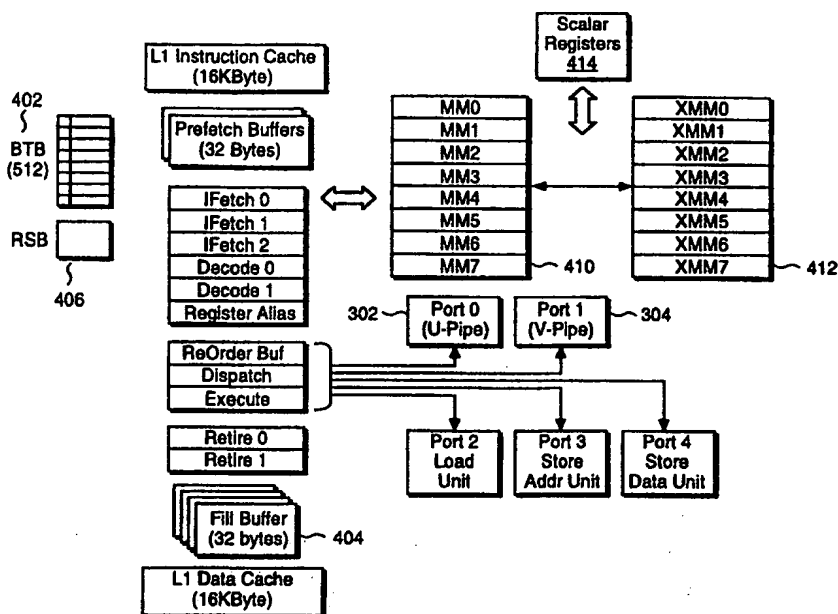 L1 Instruction Cache
(16KByte)
Scalar
Registers
414
402
BTB
(512)
Prefetch Buffers
(32 Bytes)
MM0
MM1
MM2
MM3
MM4
MM5
MM6
MM7
410
XMM0
XMM1
XMM2
XMM3
XMM4
XMM5
XMM6
XMM7
412
RSB
406
IFetch 0
IFetch 1
IFetch 2
Decode 0
Decode 1
Register Alias
302
Port 0
(U-Pipe)
Port 1
(V-Pipe)
304
ReOrder Buf
Dispatch
Execute
Retire 0
Retire 1
Port 2
Load
Unit
Port 3
Store
Addr Unit
Port 4
Store
Data Unit
Fill Buffer
(32 bytes)
404
L1 Data Cache
(16KByte)